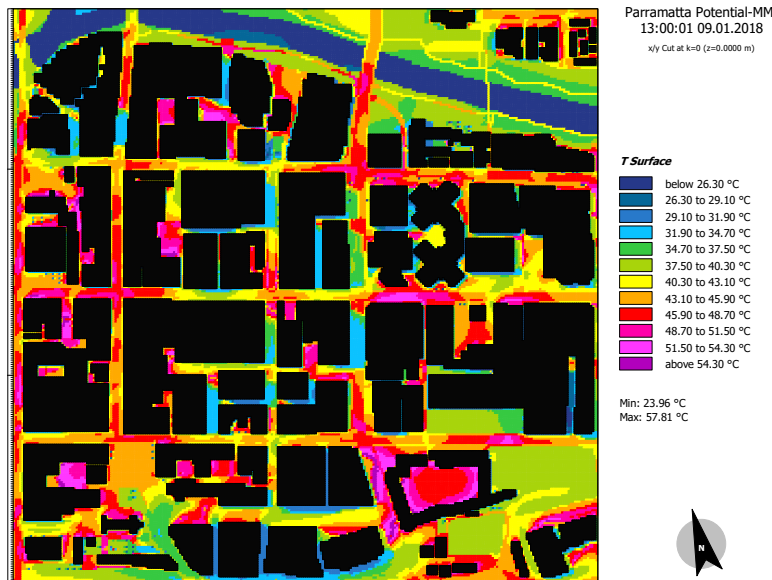 Parramatta Potential-MM
13:00:01 09.01.2018
x/y Cut at k=0 (z=0.0000 m)
T Surface
below 26.30 °C
26.30 to 29.10 °C
29.10 to 31.90 °C
31.90 to 34.70 °C
34.70 to 37.50 °C
37.50 to 40.30 °C
40.30 to 43.10 °C
43.10 to 45.90 °C
45.90 to 48.70 °C
48.70 to 51.50 °C
51.50 to 54.30 °C
above 54.30 °C
Min: 23.96 °C
Max: 57.81 °C
N